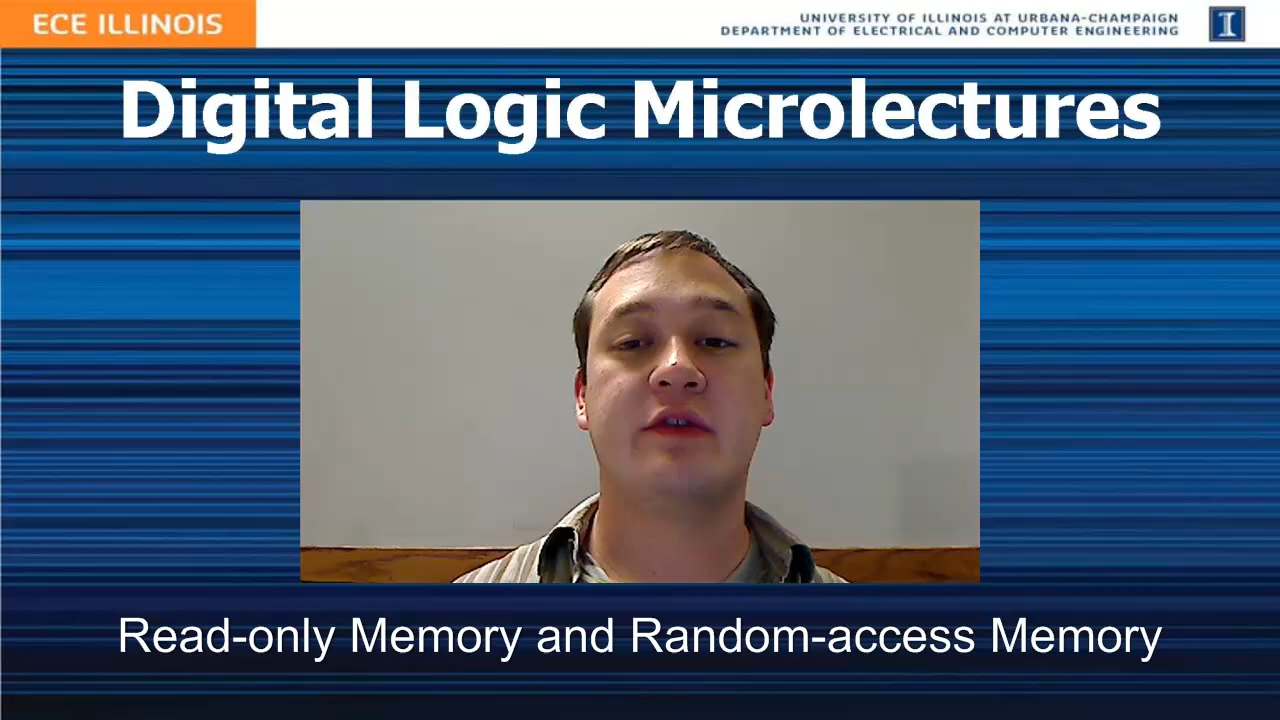 ECE ILLINOIS
UNIVERSITY OF ILLINOIS AT URBANA-CHAMPAIGN
DEPARTMENT OF ELECTRICAL AND COMPUTER ENGINEERING
I
Digital Logic Microlectures
Read-only Memory and Random-access Memory